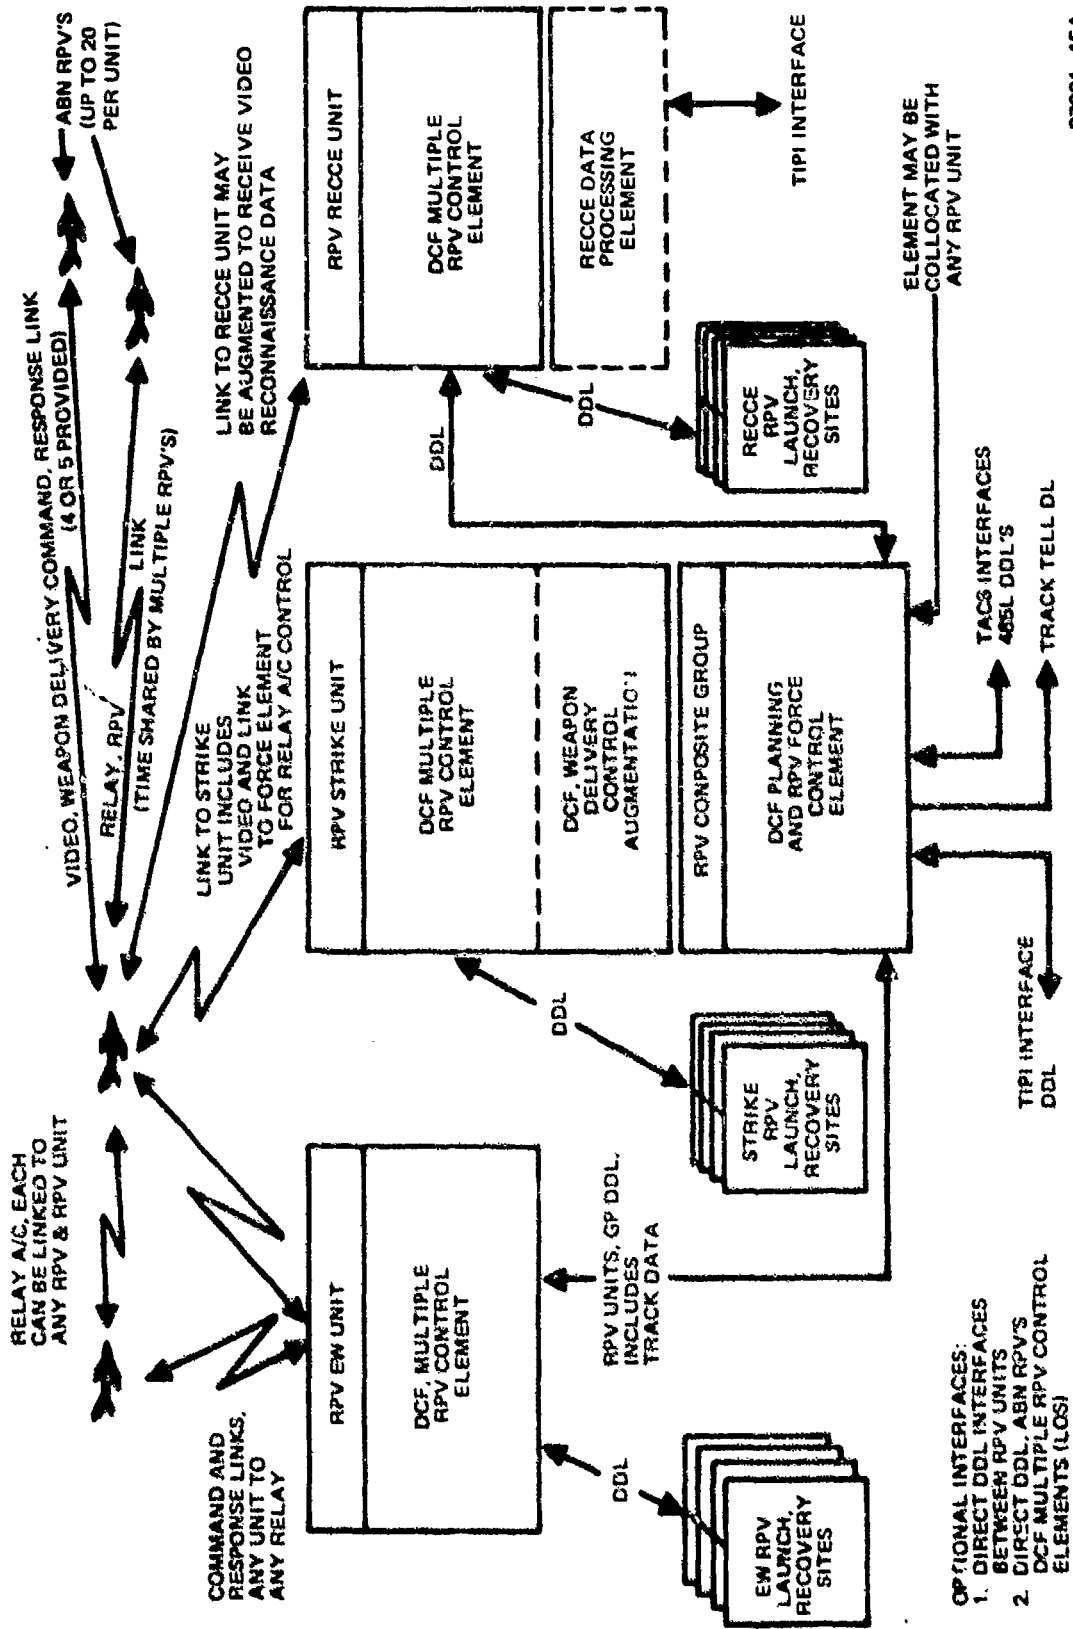 RELAY A/C, EACH
CAN BE LINKED TO
ANY RPV & RPV UNIT
VIDEO, WEAPON DELIVERY COMMAND, RESPONSE LINK
(4 OR 5 PROVIDED)
ABN RPV'S
(UP TO 20
PER UNIT)
RELAY, RPV LINK
(TIME SHARED BY MULTIPLE RPV'S)
COMMAND AND
RESPONSE LINKS,
ANY UNIT TO
ANY RELAY
LINK TO STRIKE
UNIT INCLUDES
VIDEO AND LINK
TO FORCE ELEMENT
FOR RELAY A/C CONTROL
LINK TO RECCE UNIT MAY
BE AUGMENTED TO RECEIVE VIDEO
RECONNAISSANCE DATA
RPV EW UNIT
DCF, MULTIPLE
RPV CONTROL
ELEMENT
RPV STRIKE UNIT
DCF MULTIPLE
RPV CONTROL
ELEMENT
DCF, WEAPON
DELIVERY
CONTROL
AUGMENTATION
RPV RECCE UNIT
DCF MULTIPLE
RPV CONTROL
ELEMENT
RECCE DATA
PROCESSING
ELEMENT
TIPI INTERFACE
DDL
EW RPV
LAUNCH,
RECOVERY
SITES
RPV UNITS, GP DDL,
INCLUDES
TRACK DATA
DDL
STRIKE
RPV
LAUNCH,
RECOVERY
SITES
RPV COMPOSITE GROUP
DCF PLANNING
AND RPV FORCE
CONTROL
ELEMENT
DDL
DDL
RECCE
RPV
LAUNCH,
RECOVERY
SITES
ELEMENT MAY BE
COLLOCATED WITH
ANY RPV UNIT
OPTIONAL INTERFACES:
1. DIRECT DDL INTERFACES
BETWEEN RPV UNITS
2. DIRECT DDL, ABN RPV'S
DCF MULTIPLE RPV CONTROL
ELEMENTS (LOS)
TIPI INTERFACE
DDL
TACS INTERFACES
485L DDL'S
TRACK TELL DL